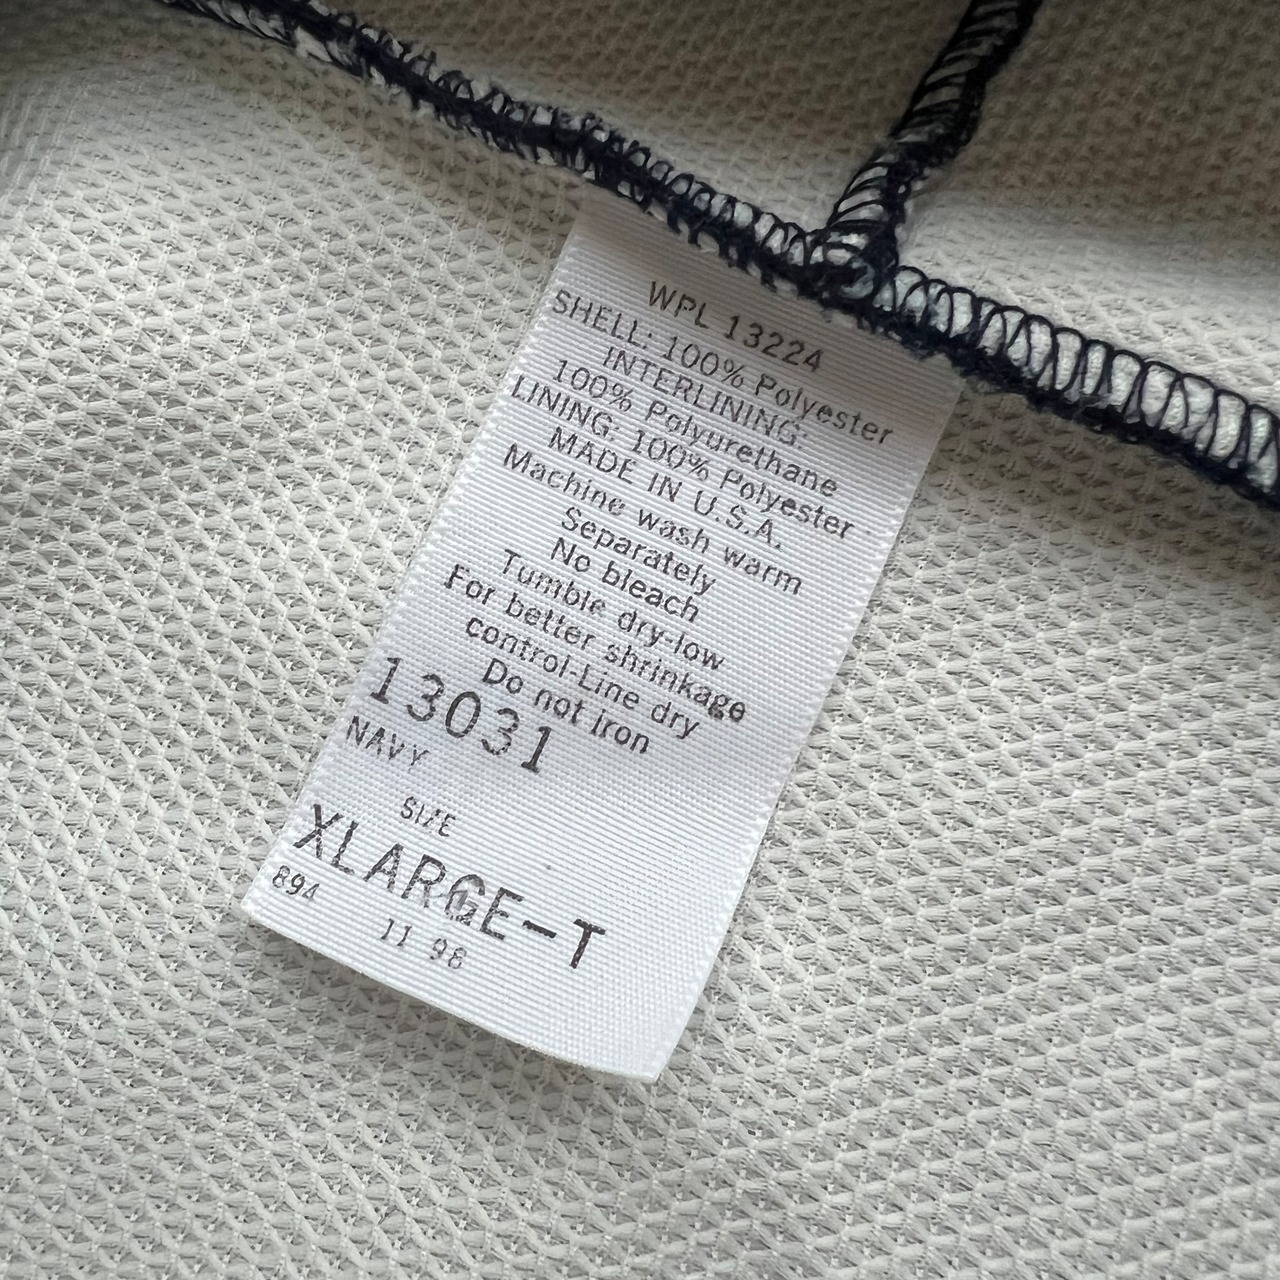 WPL 13224
SHELL: 100% Polyester
INTERLINING:
100% Polyurethane
LINING: 100% Polyester
MADE IN U.S.A.
Machine wash warm
Separately
No bleach
Tumble dry-low
For better shrinkage
control-Line dry
Do not iron
13031
NAVY
SIZE
XLARGE-T
894
11 98